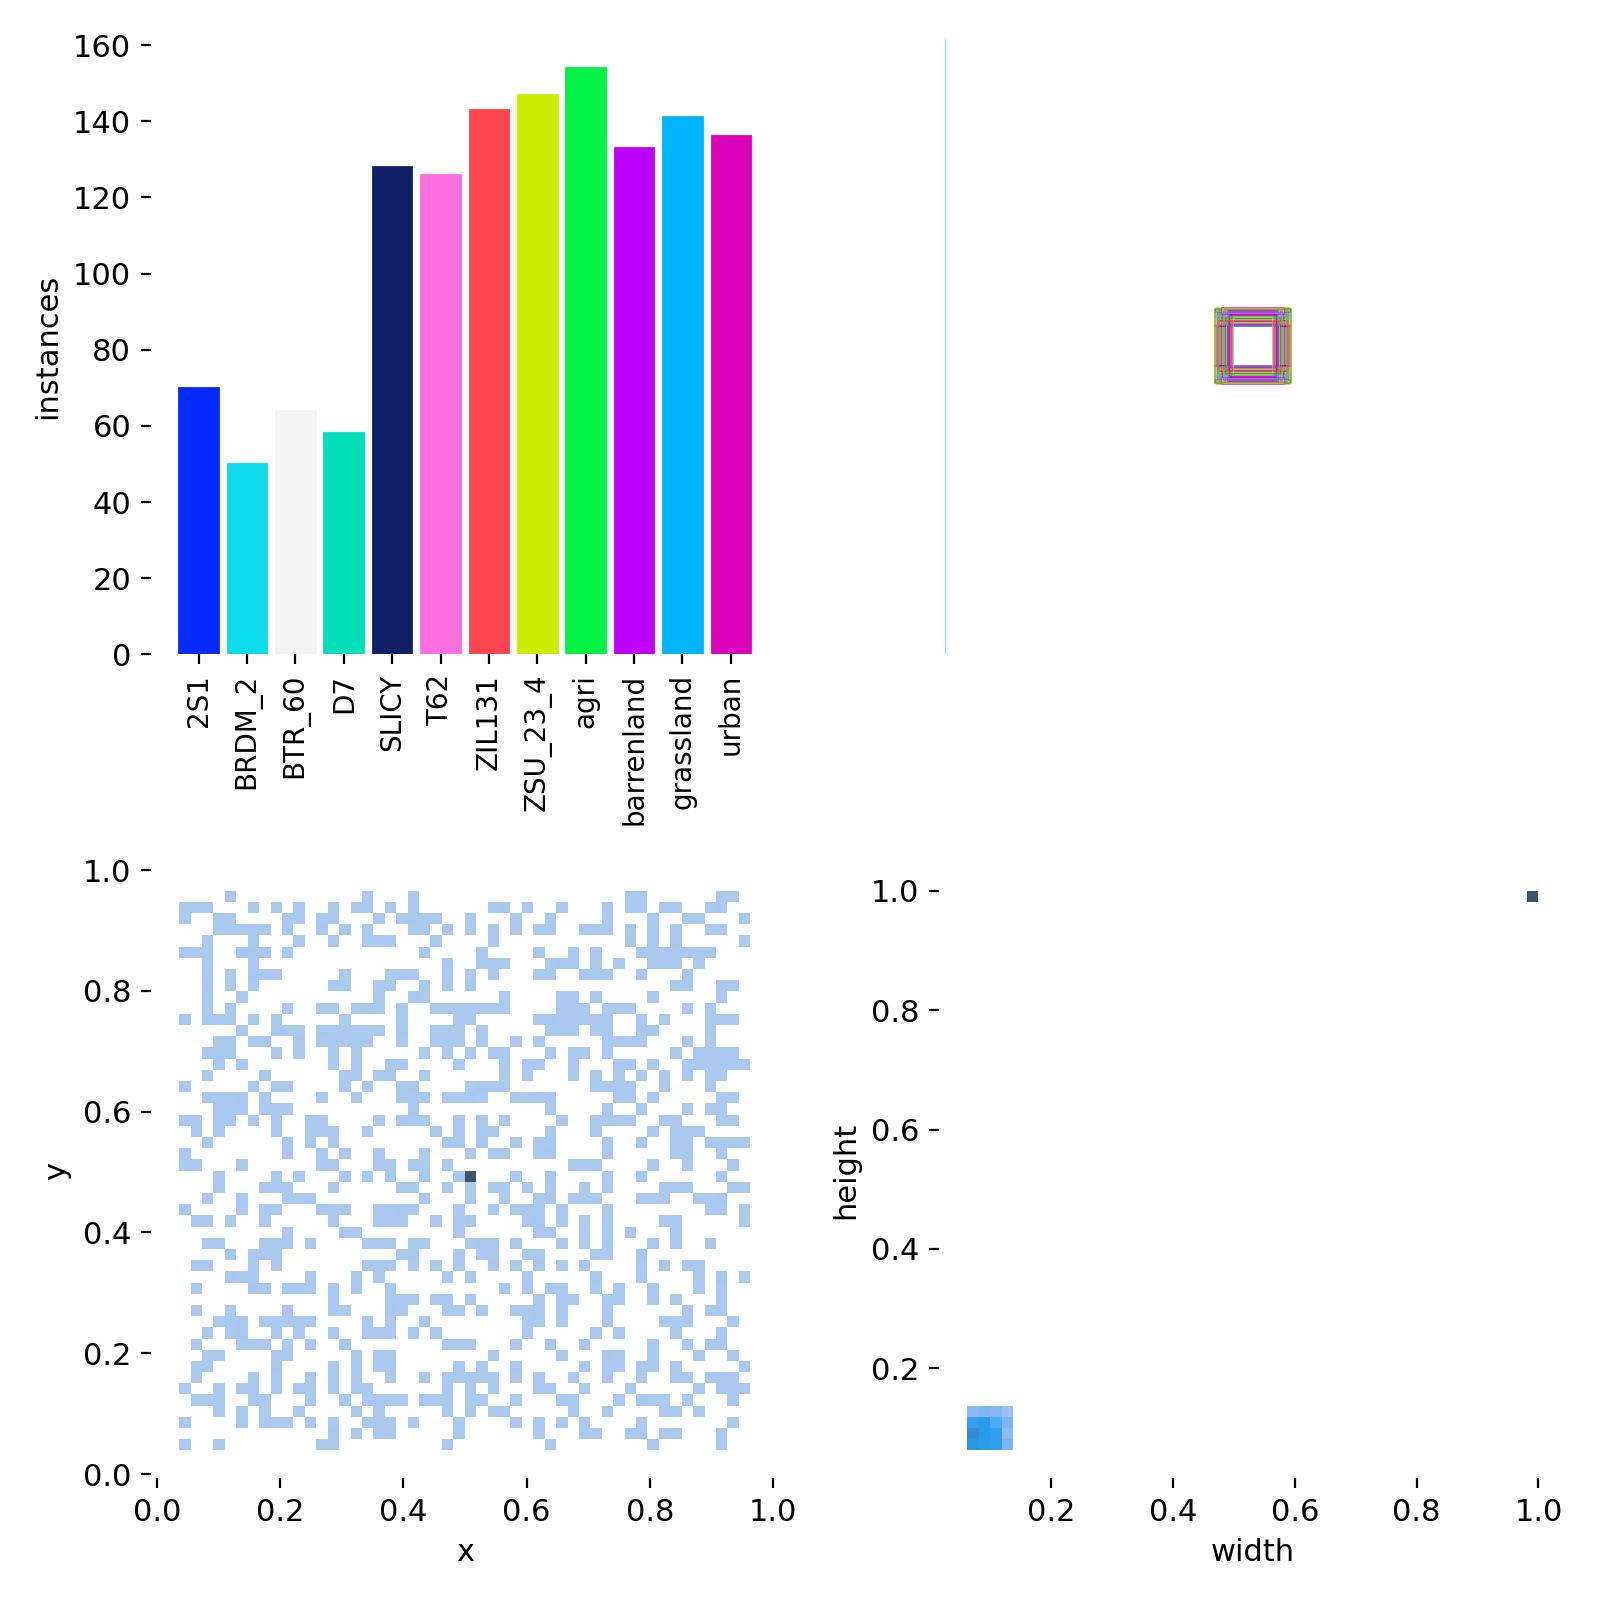 160
140
120
100
80
60
40
20
0
instances
2S1
BRDM_2
BTR_60
D7
SLICY
T62
ZIL131
ZSU_23_4
agri
barrenland
grassland
urban
1.0
0.8
0.6
0.4
0.2
0.0
y
0.0 0.2 0.4 0.6 0.8 1.0
x
1.0
0.8
0.6
0.4
0.2
height
0.2 0.4 0.6 0.8 1.0
width